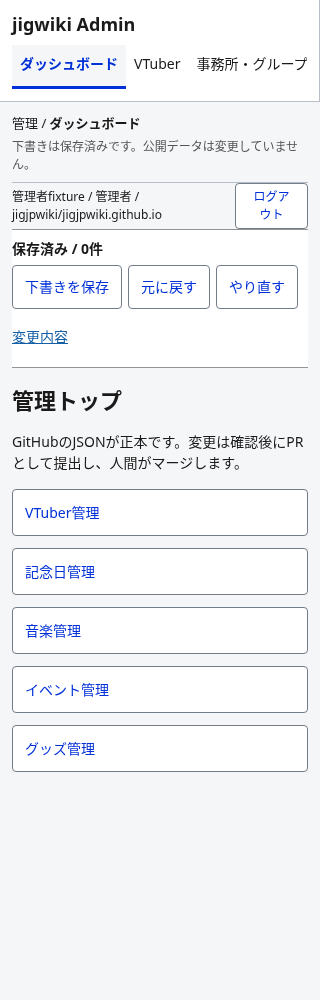 jigwiki Admin
ダッシュボード VTuber 事務所・グループ
管理 / ダッシュボード
下書きは保存済みです。公開データは変更していませ
ん。
管理者fixture / 管理者 /
jigjpwiki/jigjpwiki.github.io
ログア
ウト
保存済み / 0件
下書きを保存 元に戻す やり直す
変更内容
管理トップ
GitHubのJSONが正本です。変更は確認後にPR
として提出し、人間がマージします。
VTuber管理
記念日管理
音楽管理
イベント管理
グッズ管理